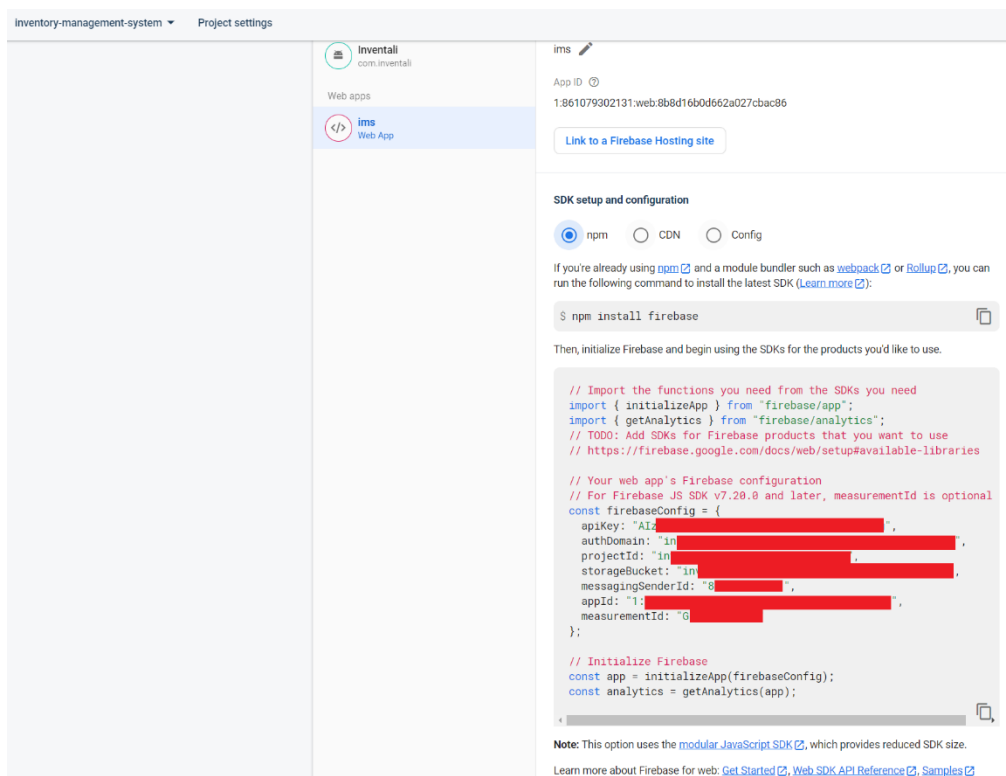 inventory-management-system Project settings
Inventali
com.inventali
Web apps
</> ims
Web App
ims
App ID
1:861079302131:web:8b8d16b0d662a027cbac86
Link to a Firebase Hosting site
SDK setup and configuration
npm CDN Config
If you're already using npm and a module bundler such as webpack or Rollup, you can
run the following command to install the latest SDK (Learn more):
$ npm install firebase
Then, initialize Firebase and begin using the SDKs for the products you'd like to use.
// Import the functions you need from the SDKs you need
import { initializeApp } from "firebase/app";
import { getAnalytics } from "firebase/analytics";
// TODO: Add SDKs for Firebase products that you want to use
// https://firebase.google.com/docs/web/setup#available-libraries
// Your web app's Firebase configuration
// For Firebase JS SDK v7.20.0 and later, measurementId is optional
const firebaseConfig = {
apiKey: "AIz",
authDomain: "in",
projectId: "in,
storageBucket: "inv,
messagingSenderId: "8",
appId: "1:",
measurementId: "G
};
// Initialize Firebase
const app = initializeApp(firebaseConfig);
const analytics = getAnalytics(app);
Note: This option uses the modular JavaScript SDK, which provides reduced SDK size.
Learn more about Firebase for web: Get Started, Web SDK API Reference, Samples